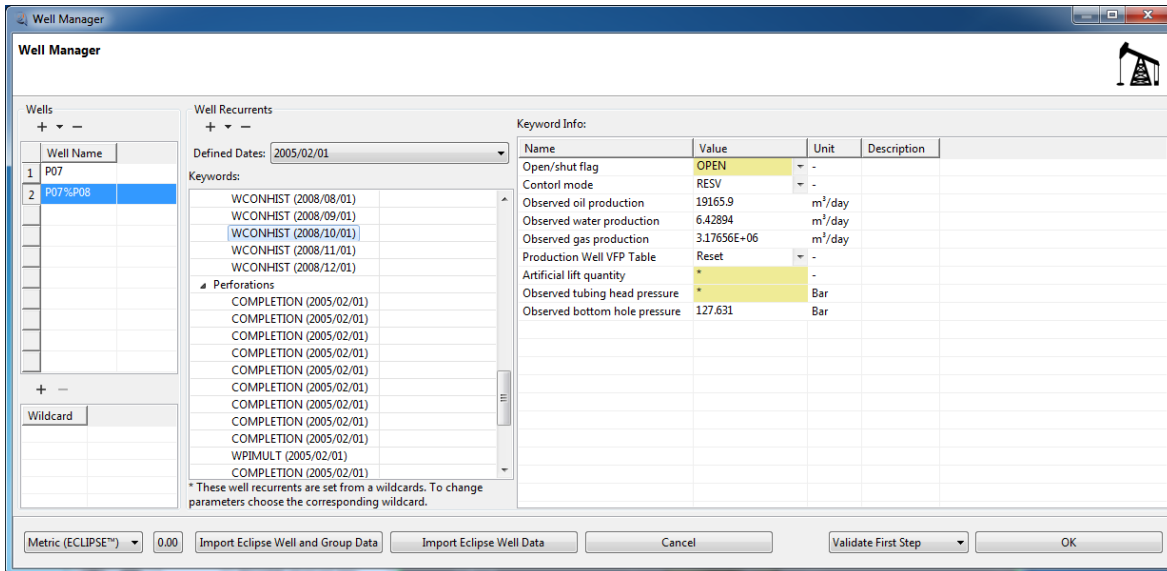 Well Manager
Well Manager
Wells
Well Name
1 P07
2 P07%P08
Wildcard
Well Recurrents
Defined Dates: 2005/02/01
Keywords:
WCONHIST (2008/08/01)
WCONHIST (2008/09/01)
WCONHIST (2008/10/01)
WCONHIST (2008/11/01)
WCONHIST (2008/12/01)
Perforations
COMPLETION (2005/02/01)
COMPLETION (2005/02/01)
COMPLETION (2005/02/01)
COMPLETION (2005/02/01)
COMPLETION (2005/02/01)
COMPLETION (2005/02/01)
COMPLETION (2005/02/01)
COMPLETION (2005/02/01)
COMPLETION (2005/02/01)
WPIMULT (2005/02/01)
COMPLETION (2005/02/01)
* These well recurrents are set from a wildcards. To change
parameters choose the corresponding wildcard.
Keyword Info:
Name Value Unit Description
Open/shut flag OPEN -
Contorl mode RESV -
Observed oil production 19165.9 m³/day
Observed water production 6.42894 m³/day
Observed gas production 3.17656E+06 m³/day
Production Well VFP Table Reset -
Artificial lift quantity * -
Observed tubing head pressure * Bar
Observed bottom hole pressure 127.631 Bar
Metric (ECLIPSE™) 0.00 Import Eclipse Well and Group Data Import Eclipse Well Data Cancel Validate First Step OK